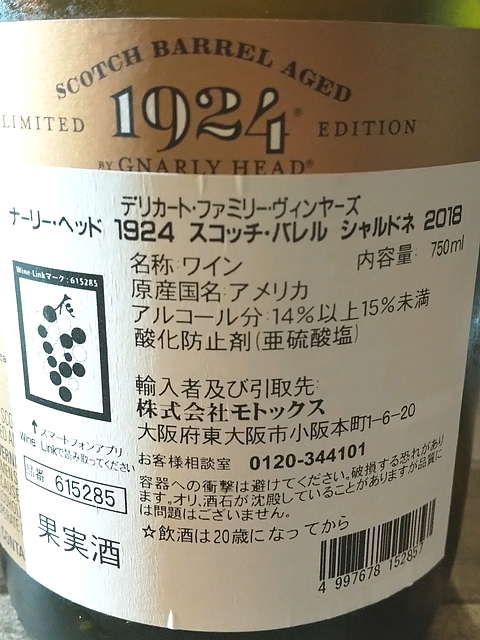 SCOTCH BARREL AGED
LIMITED 1924 EDITION
BY GNARLY HEAD®
デリカート・ファミリー・ヴィンヤーズ
ナーリー・ヘッド 1924 スコッチ・バレル シャルドネ 2018
名称:ワイン
内容量: 750ml
原産国名:アメリカ
アルコール分:14%以上15%未満
酸化防止剤(亜硫酸塩)
Wine-Linkマーク:615285
↑スマートフォンアプリ
Wine Linkで読み取ってください
輸入者及び引取先:
株式会社モトックス
大阪府東大阪市小阪本町1-6-20
お客様相談室 0120-344101
容器への衝撃は避けてください。破損する恐れがあり
ます。オリ、酒石が沈殿していることがありますが品質に
は問題はございません。
品番 615285
果実酒
☆飲酒は20歳になってから
4 997678 152857